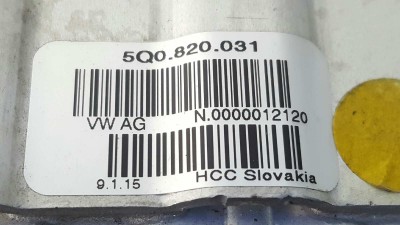 5Q0.820.031
VW AG N.0000012120
9.1.15 HCC Slovakia